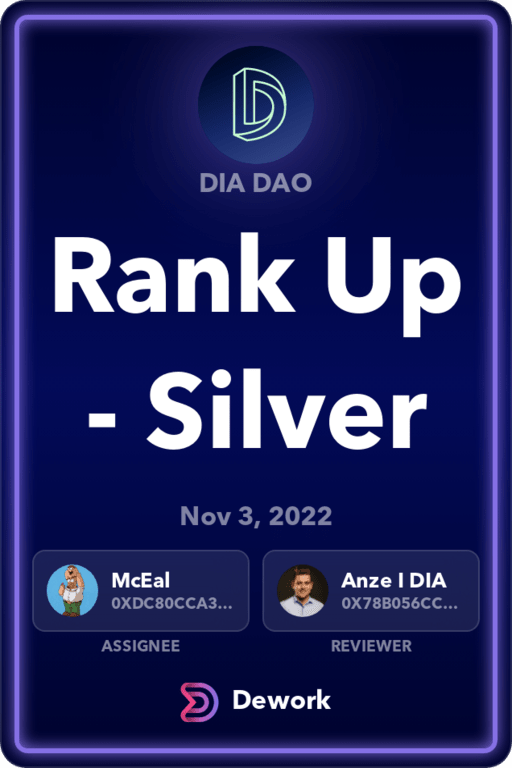 DIA DAO
Rank Up
- Silver
Nov 3, 2022
McEal
0XDC80CCA3...
Anze I DIA
0X78B056CC...
ASSIGNEE
REVIEWER
Dework